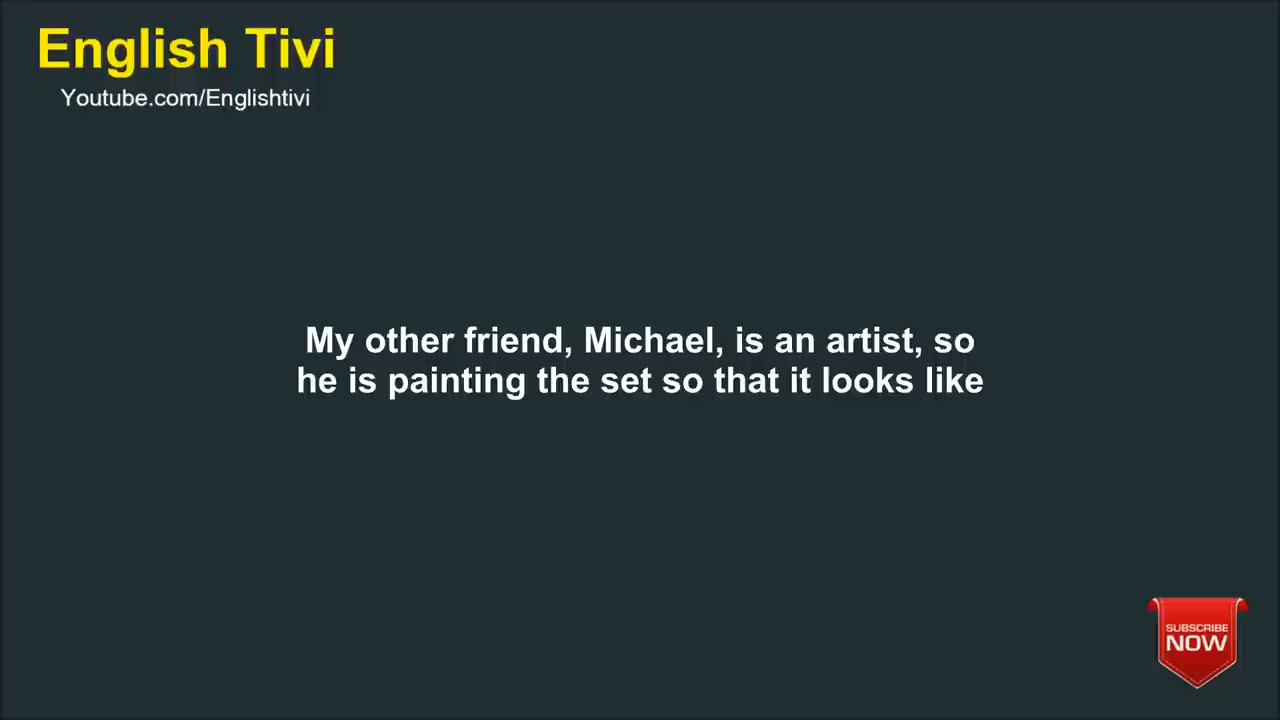 English Tivi
Youtube.com/Englishtivi
My other friend, Michael, is an artist, so
he is painting the set so that it looks like
SUBSCRIBE
NOW